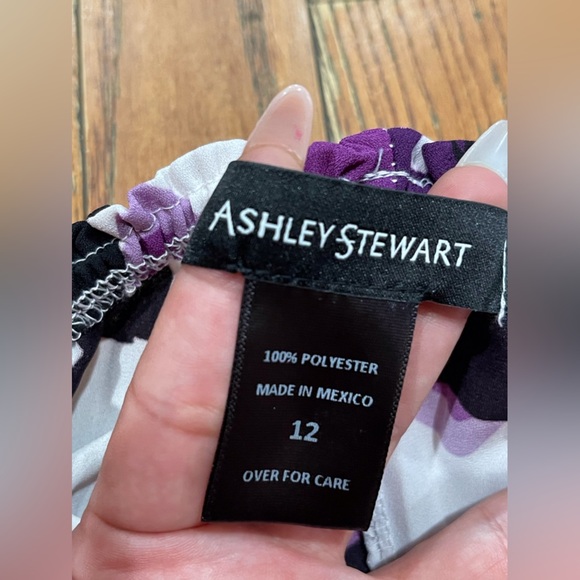 ASHLEY STEWART
100% POLYESTER
MADE IN MEXICO
12
OVER FOR CARE